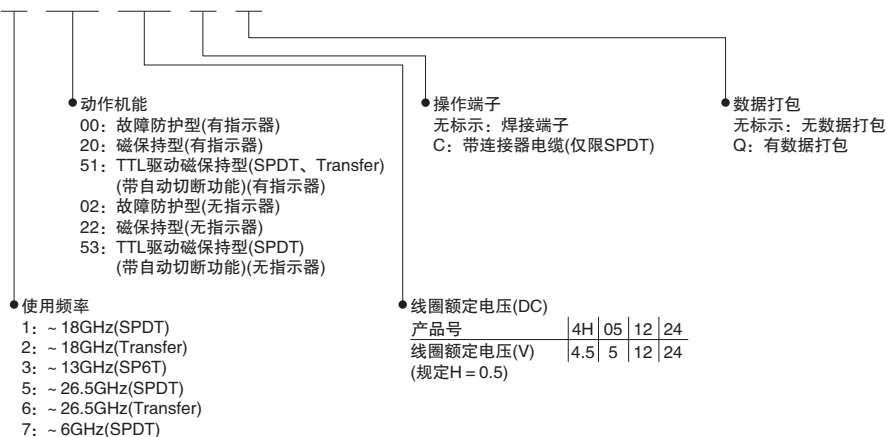 动作机能
00：故障防护型(有指示器)
20：磁保持型(有指示器)
51：TTL驱动磁保持型(SPDT、Transfer)
(带自动切断功能)(有指示器)
02：故障防护型(无指示器)
22：磁保持型(无指示器)
53：TTL驱动磁保持型(SPDT)
(带自动切断功能)(无指示器)
操作端子
无标示：焊接端子
C：带连接器电缆(仅限SPDT)
数据打包
无标示：无数据打包
Q：有数据打包
使用频率
1：~18GHz(SPDT)
2：~18GHz(Transfer)
3：~13GHz(SP6T)
5：~26.5GHz(SPDT)
6：~26.5GHz(Transfer)
7：~6GHz(SPDT)
线圈额定电压(DC)
产品号 4H 05 12 24
线圈额定电压(V) 4.5 5 12 24
(规定H＝0.5)